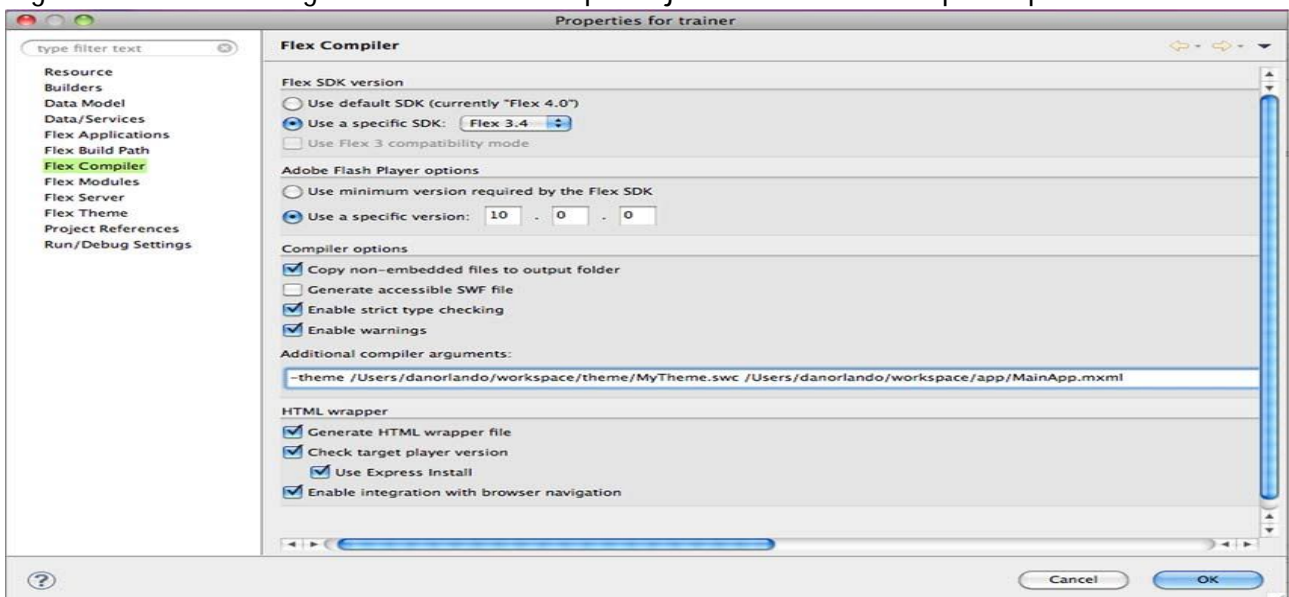 Properties for trainer
type filter text
Resource
Builders
Data Model
Data/Services
Flex Applications
Flex Build Path
Flex Compiler
Flex Modules
Flex Server
Flex Theme
Project References
Run/Debug Settings
Flex Compiler
Flex SDK version
Use default SDK (currently "Flex 4.0")
Use a specific SDK: Flex 3.4
Use Flex 3 compatibility mode
Adobe Flash Player options
Use minimum version required by the Flex SDK
Use a specific version: 10 . 0 . 0
Compiler options
Copy non-embedded files to output folder
Generate accessible SWF file
Enable strict type checking
Enable warnings
Additional compiler arguments:
-theme /Users/danorlando/workspace/theme/MyTheme.swc /Users/danorlando/workspace/app/MainApp.mxml
HTML wrapper
Generate HTML wrapper file
Check target player version
Use Express Install
Enable integration with browser navigation
?
Cancel
OK